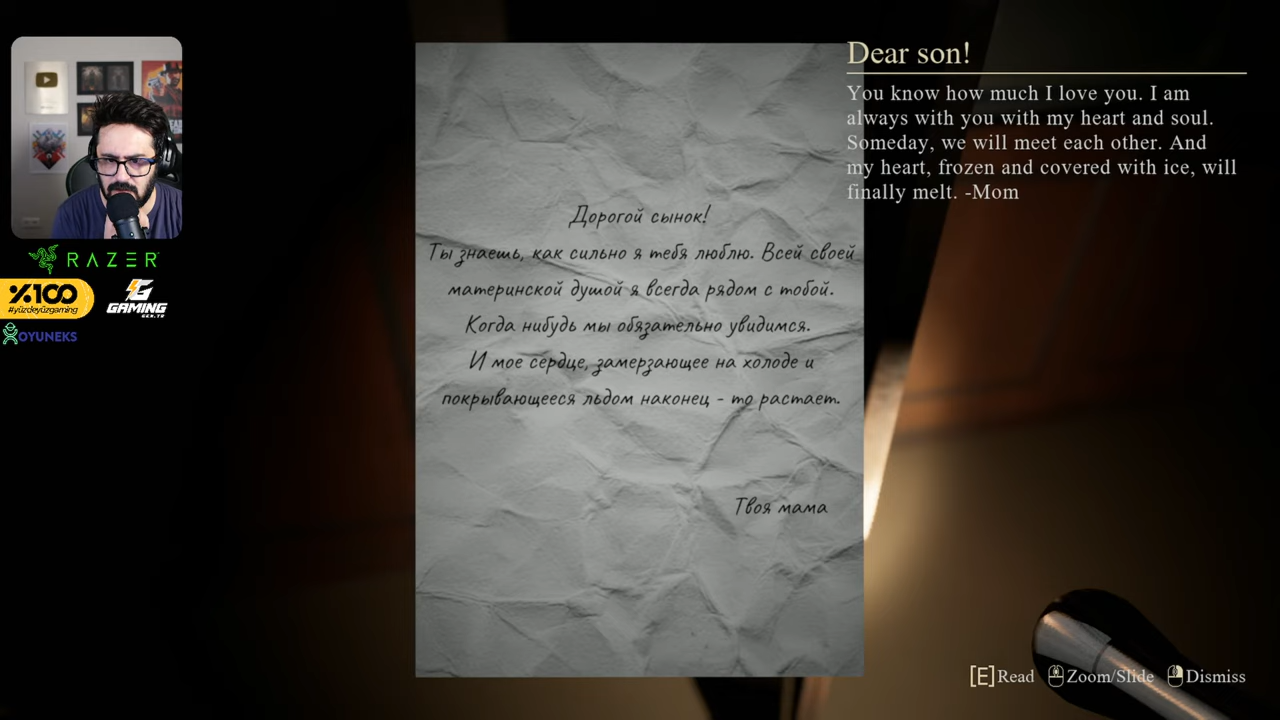 RAZER
%100
#yüzdeyüzgaming
GAMING
GEN.TR
OYUNEKS
Дорогой сынок!
Ты знаешь, как сильно я тебя люблю. Всей своей
материнской душой я всегда рядом с тобой.
Когда нибудь мы обязательно увидимся.
И мое сердце, замерзающее на холоде и
покрывающееся льдом наконец - то растает.
Твоя мама
Dear son!
You know how much I love you. I am
always with you with my heart and soul.
Someday, we will meet each other. And
my heart, frozen and covered with ice, will
finally melt. -Mom
[E]Read Zoom/Slide Dismiss